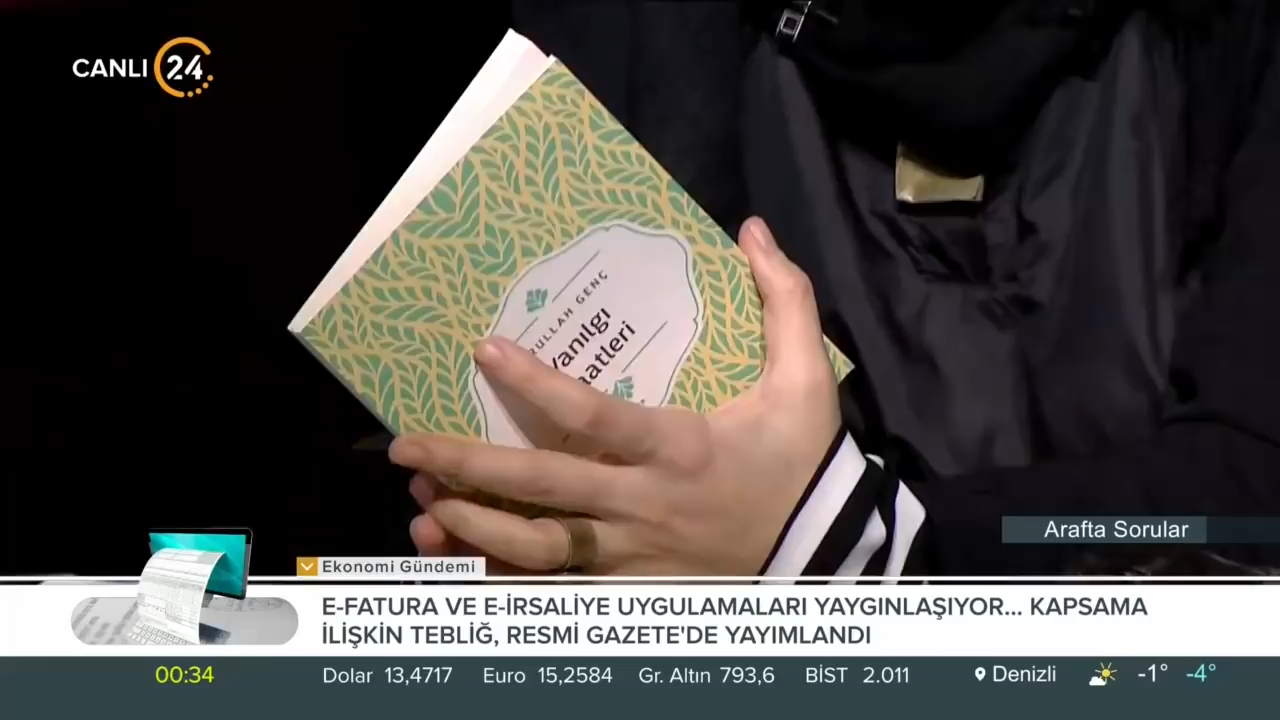 CANLI 24
GENÇ
Arafta Sorular
Ekonomi Gündemi
E-FATURA VE E-İRSALİYE UYGULAMALARI YAYGINLAŞIYOR... KAPSAMA
İLİŞKİN TEBLİĞ, RESMİ GAZETE'DE YAYIMLANDI
00:34 Dolar 13,4717 Euro 15,2584 Gr. Altın 793,6 BİST 2.011 Denizli -1° -4°